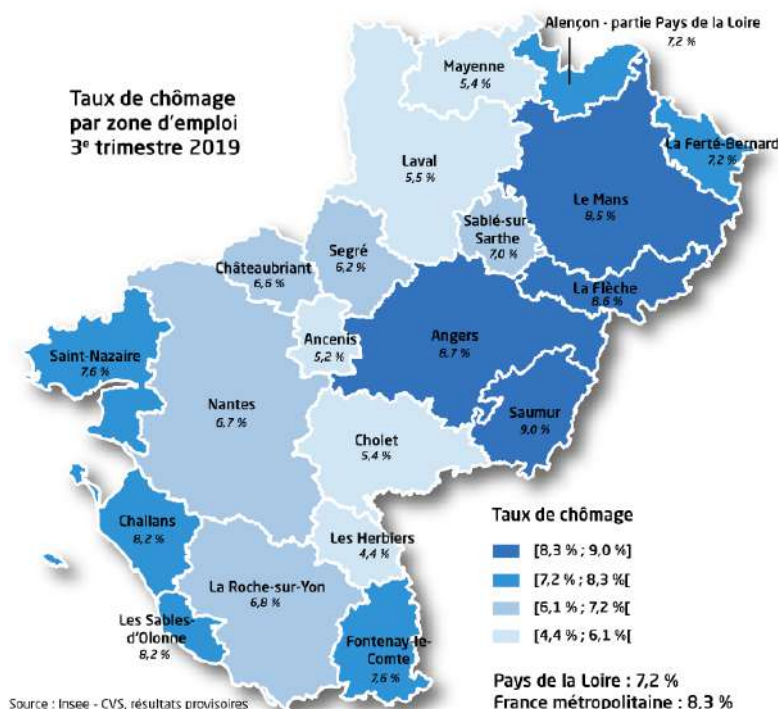 Alençon - partie Pays de la Loire
7,2 %
Mayenne
5,4 %
Taux de chômage
par zone d'emploi
3e trimestre 2019
La Ferté-Bernard
7,2 %
Laval
5,5 %
Le Mans
8,5 %
Sablé-sur-
Sarthe
7,0 %
Segré
6,2 %
Châteaubriant
6,6 %
La Flèche
8,6 %
Ancenis
5,2 %
Angers
8,7 %
Saint-Nazaire
7,6 %
Nantes
6,7 %
Saumur
9,0 %
Cholet
5,4 %
Challans
8,2 %
Les Herbiers
4,4 %
La Roche-sur-Yon
6,8 %
Les Sables-
d'Olonne
8,2 %
Fontenay-le-
Comte
7,6 %
Taux de chômage
[8,3 % ; 9,0 %]
[7,2 % ; 8,3 %[
[6,1 % ; 7,2 %[
[4,4 % ; 6,1 %[
Pays de la Loire : 7,2 %
France métropolitaine : 8,3 %
Source : Insee - CVS, résultats provisoires